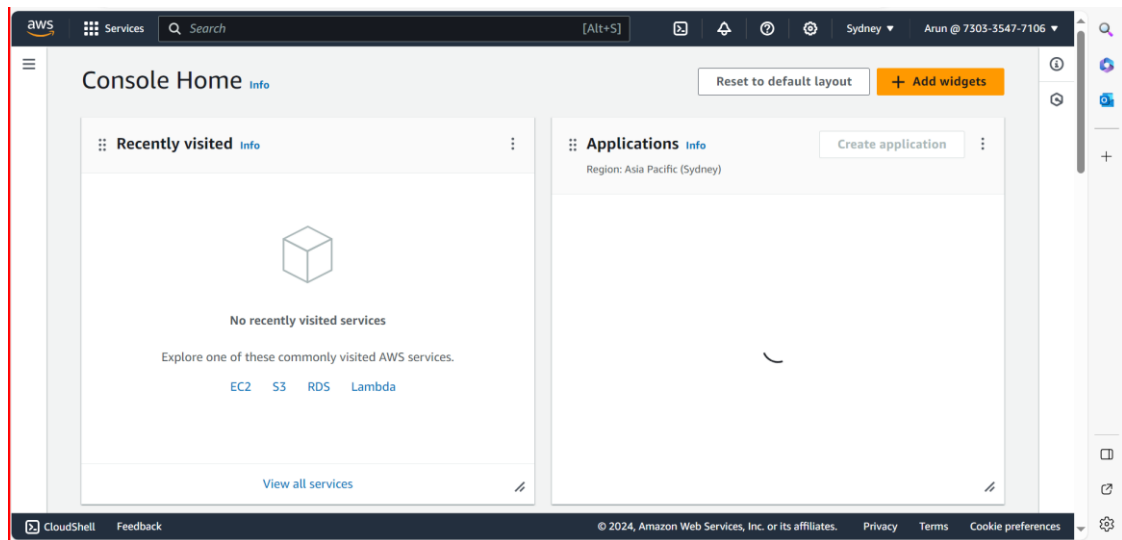 aws Services Search [Alt+S] Sydney ▼ Arun @ 7303-3547-7106 ▼
Console Home Info
Reset to default layout
+ Add widgets
Recently visited Info
No recently visited services
Explore one of these commonly visited AWS services.
EC2 S3 RDS Lambda
View all services
Applications Info
Region: Asia Pacific (Sydney)
Create application
CloudShell Feedback © 2024, Amazon Web Services, Inc. or its affiliates. Privacy Terms Cookie preferences